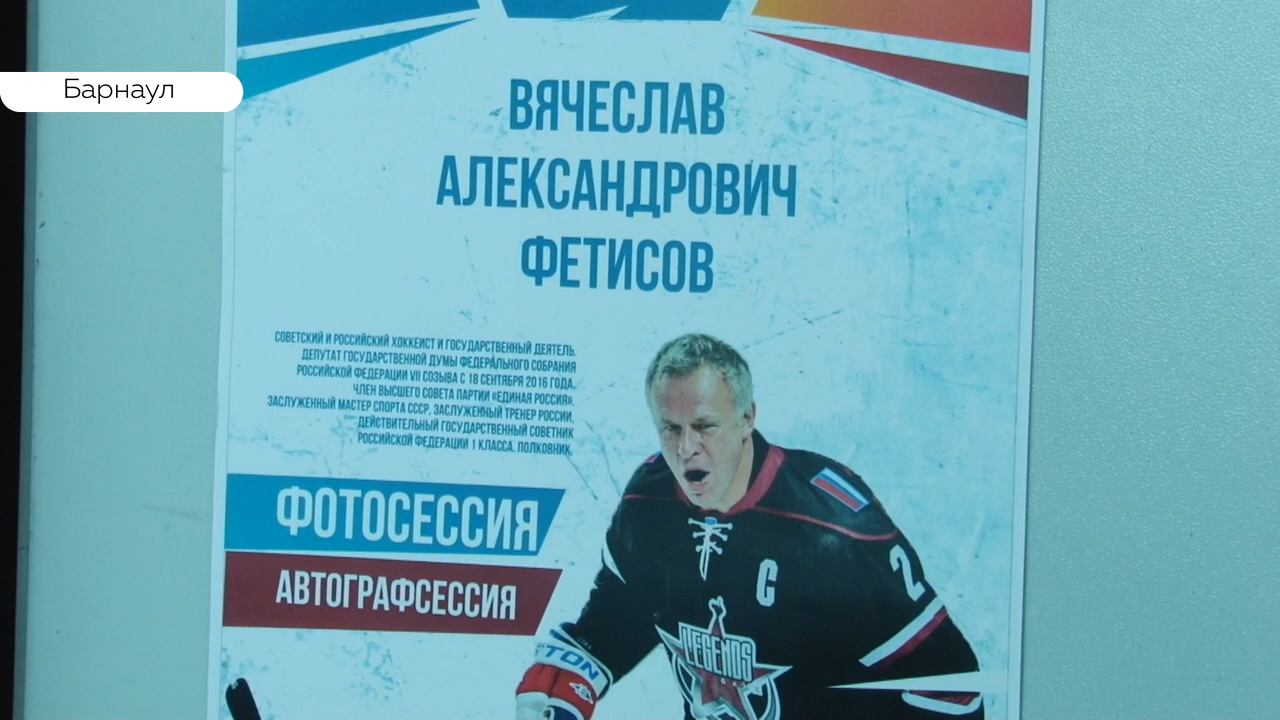 Барнаул
ВЯЧЕСЛАВ
АЛЕКСАНДРОВИЧ
ФЕТИСОВ
СОВЕТСКИЙ И РОССИЙСКИЙ ХОККЕИСТ И ГОСУДАРСТВЕННЫЙ ДЕЯТЕЛЬ.
ДЕПУТАТ ГОСУДАРСТВЕННОЙ ДУМЫ ФЕДЕРАЛЬНОГО СОБРАНИЯ
РОССИЙСКОЙ ФЕДЕРАЦИИ VII СОЗЫВА С 18 СЕНТЯБРЯ 2016 ГОДА.
ЧЛЕН ВЫСШЕГО СОВЕТА ПАРТИИ «ЕДИНАЯ РОССИЯ».
ЗАСЛУЖЕННЫЙ МАСТЕР СПОРТА СССР, ЗАСЛУЖЕННЫЙ ТРЕНЕР РОССИИ,
ДЕЙСТВИТЕЛЬНЫЙ ГОСУДАРСТВЕННЫЙ СОВЕТНИК
РОССИЙСКОЙ ФЕДЕРАЦИИ 1 КЛАССА. ПОЛКОВНИК.
ФОТОСЕССИЯ
АВТОГРАФСЕССИЯ
C
2
LEGENDS
TON